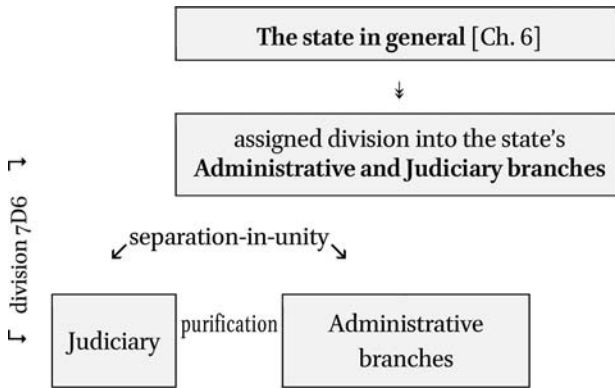 The state in general [Ch. 6]
assigned division into the state's
Administrative and Judiciary branches
division 7D6
separation-in-unity
Judiciary
purification
Administrative
branches